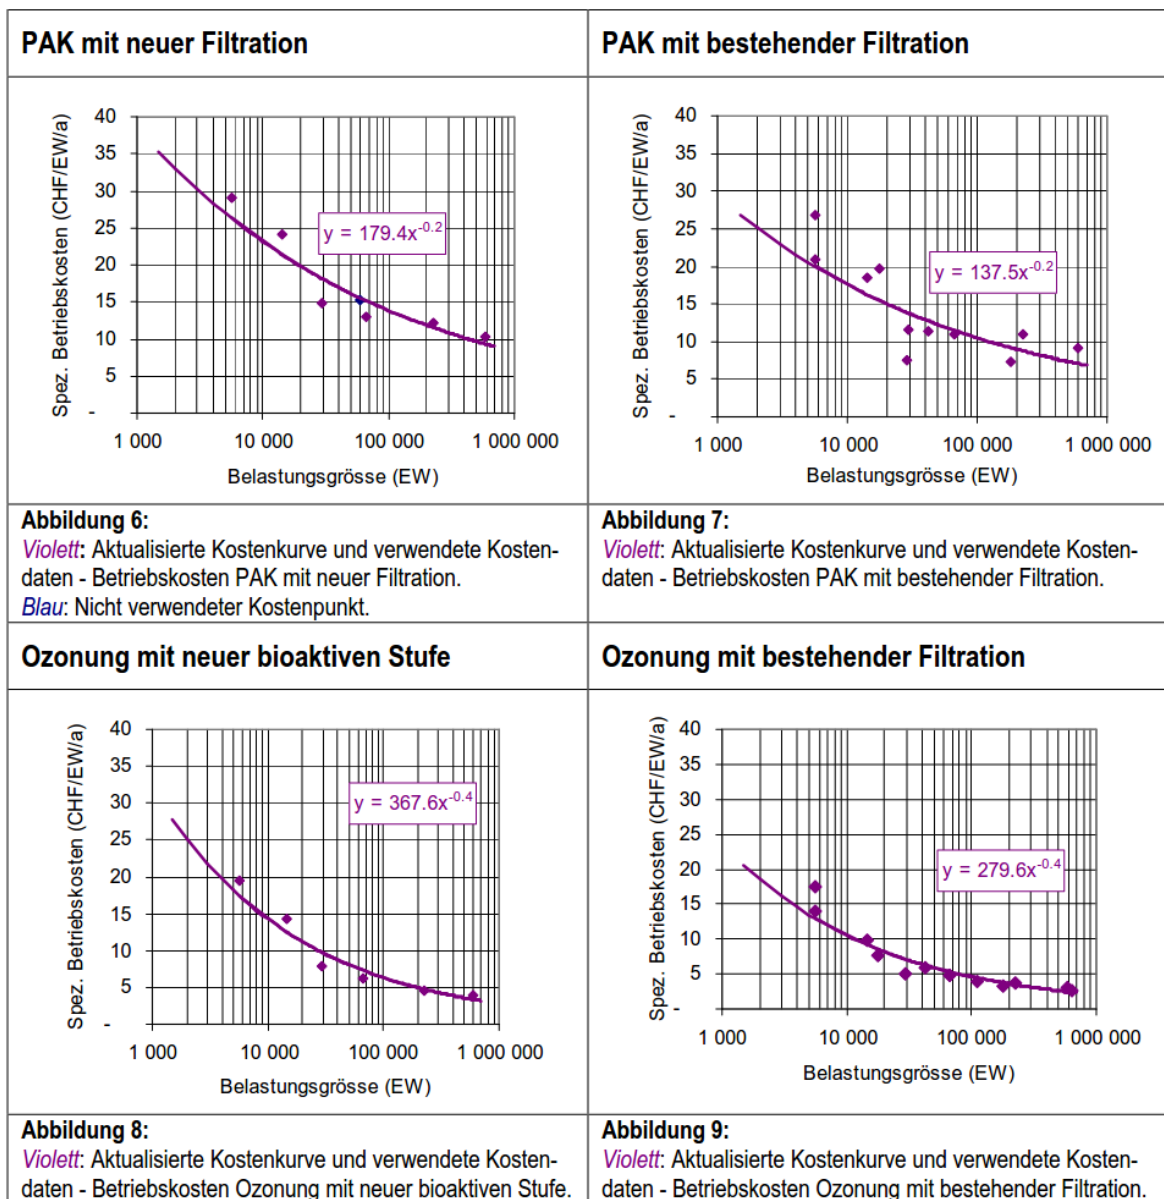 PAK mit neuer Filtration
PAK mit bestehender Filtration
Spez. Betriebskosten (CHF/EW/a)
40
35
30
25
20
15
10
5
-
y = 179.4x^-0.2
1 000
10 000
100 000
1 000 000
Belastungsgrösse (EW)
Spez. Betriebskosten (CHF/EW/a)
40
35
30
25
20
15
10
5
-
y = 137.5x^-0.2
1 000
10 000
100 000
1 000 000
Belastungsgrösse (EW)
Abbildung 6:
Violett: Aktualisierte Kostenkurve und verwendete Kosten-
daten - Betriebskosten PAK mit neuer Filtration.
Blau: Nicht verwendeter Kostenpunkt.
Abbildung 7:
Violett: Aktualisierte Kostenkurve und verwendete Kosten-
daten - Betriebskosten PAK mit bestehender Filtration.
Ozonung mit neuer bioaktiven Stufe
Ozonung mit bestehender Filtration
Spez. Betriebskosten (CHF/EW/a)
40
35
30
25
20
15
10
5
-
y = 367.6x^-0.4
1 000
10 000
100 000
1 000 000
Belastungsgrösse (EW)
Spez. Betriebskosten (CHF/EW/a)
40
35
30
25
20
15
10
5
-
y = 279.6x^-0.4
1 000
10 000
100 000
1 000 000
Belastungsgrösse (EW)
Abbildung 8:
Violett: Aktualisierte Kostenkurve und verwendete Kosten-
daten - Betriebskosten Ozonung mit neuer bioaktiven Stufe.
Abbildung 9:
Violett: Aktualisierte Kostenkurve und verwendete Kosten-
daten - Betriebskosten Ozonung mit bestehender Filtration.